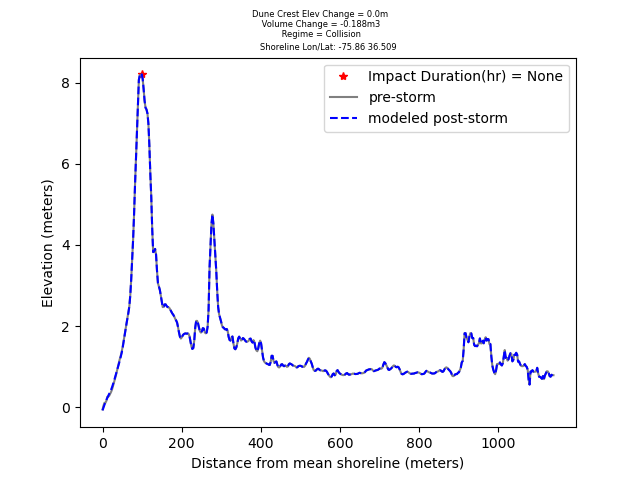 Dune Crest Elev Change = 0.0m
Volume Change = -0.188m3
Regime = Collision
Shoreline Lon/Lat: -75.86 36.509
Impact Duration(hr) = None
pre-storm
modeled post-storm
8
6
4
2
0
Elevation (meters)
0 200 400 600 800 1000
Distance from mean shoreline (meters)